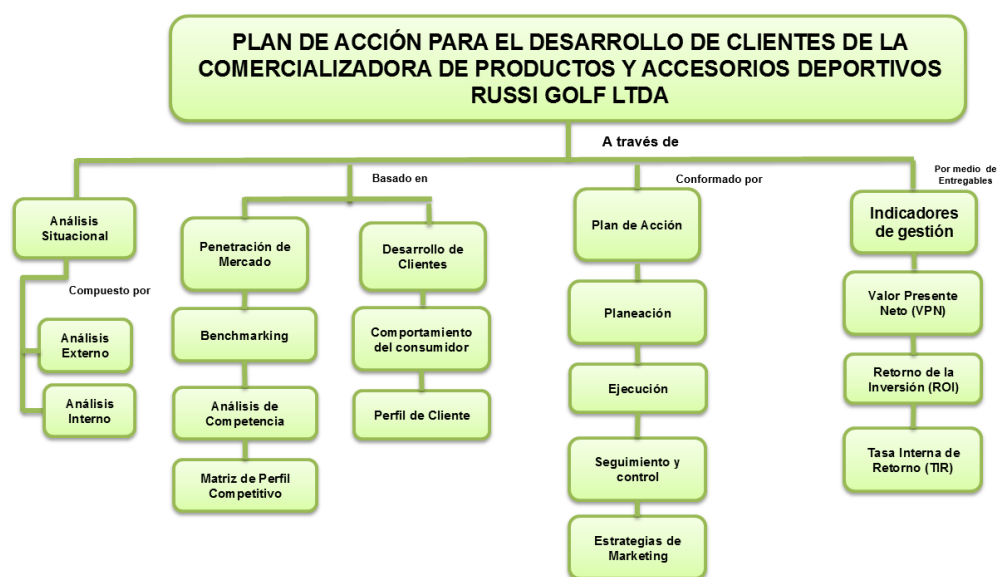 PLAN DE ACCIÓN PARA EL DESARROLLO DE CLIENTES DE LA
COMERCIALIZADORA DE PRODUCTOS Y ACCESORIOS DEPORTIVOS
RUSSI GOLF LTDA
A través de
Basado en
Conformado por
Por medio de
Entregables
Análisis
Situacional
Compuesto por
Análisis
Externo
Análisis
Interno
Penetración de
Mercado
Benchmarking
Análisis de
Competencia
Matriz de Perfil
Competitivo
Desarrollo de
Clientes
Comportamiento
del consumidor
Perfil de Cliente
Plan de Acción
Planeación
Ejecución
Seguimiento y
control
Estrategias de
Marketing
Indicadores
de gestión
Valor Presente
Neto (VPN)
Retorno de la
Inversión (ROI)
Tasa Interna de
Retorno (TIR)